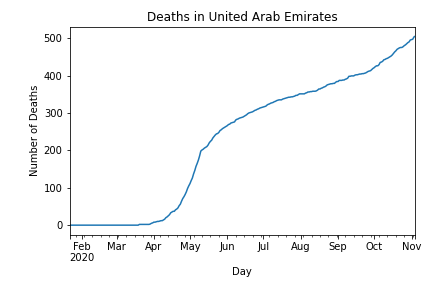 Deaths in United Arab Emirates
500
400
300
200
100
0
Number of Deaths
Feb Mar Apr May Jun Jul Aug Sep Oct Nov
2020
Day